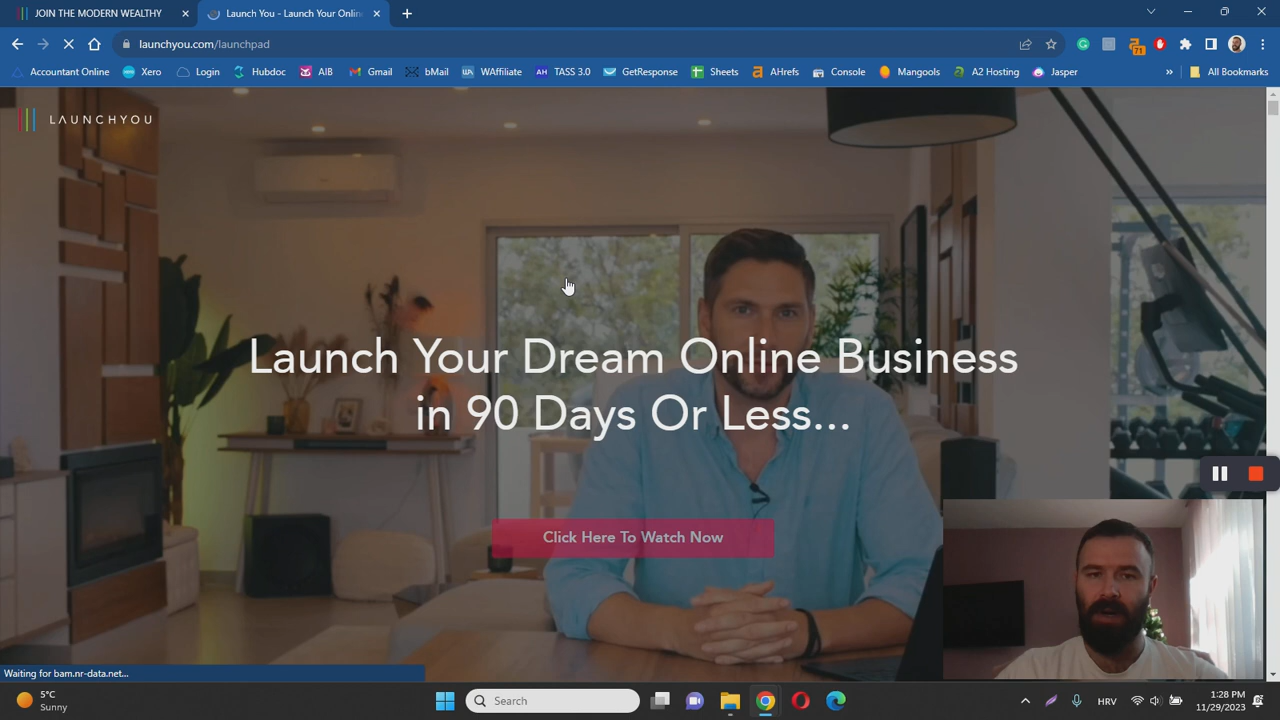 JOIN THE MODERN WEALTHY
Launch You - Launch Your Onlin
launchyou.com/launchpad
71
Accountant Online
Xero
Login
Hubdoc
AIB
Gmail
bMail
WAffiliate
TASS 3.0
GetResponse
Sheets
AHrefs
Console
Mangools
A2 Hosting
Jasper
»
All Bookmarks
LAUNCHYOU
Launch Your Dream Online Business
in 90 Days Or Less...
Click Here To Watch Now
Waiting for bam.nr-data.net...
5°C
Sunny
Search
HRV
1:28 PM
11/29/2023